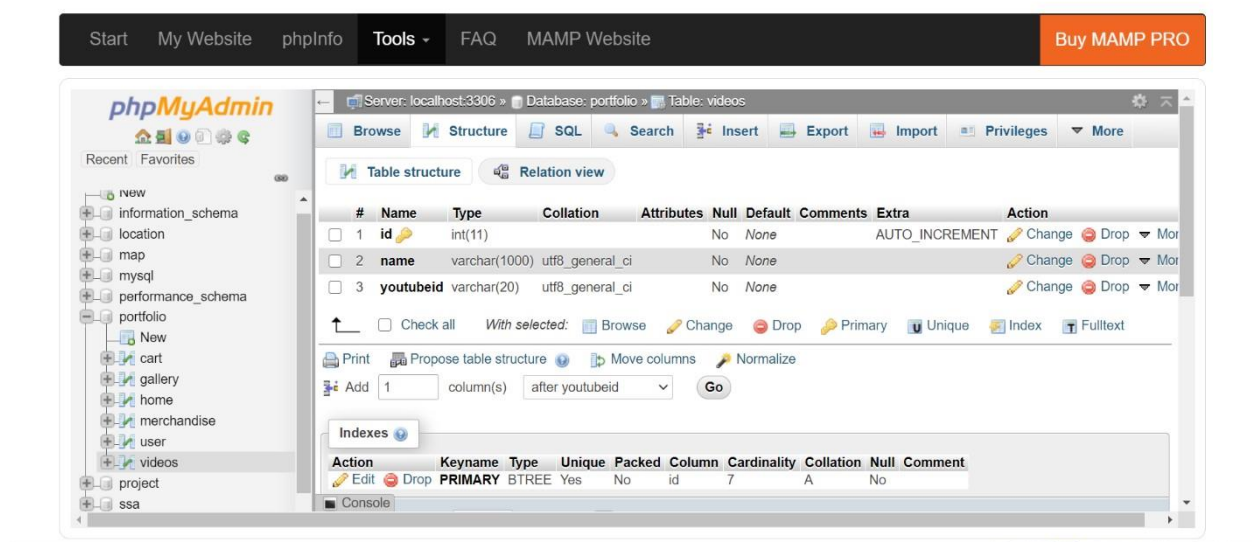 Start My Website phpInfo Tools FAQ MAMP Website Buy MAMP PRO
phpMyAdmin
Recent Favorites
New
information_schema
location
map
mysql
performance_schema
portfolio
New
cart
gallery
home
merchandise
user
videos
project
ssa
Server: localhost:3306 » Database: portfolio » Table: videos
Browse Structure SQL Search Insert Export Import Privileges More
Table structure Relation view
# Name Type Collation Attributes Null Default Comments Extra Action
1 id int(11) No None AUTO_INCREMENT Change Drop Mor
2 name varchar(1000) utf8_general_ci No None Change Drop Mor
3 youtubeid varchar(20) utf8_general_ci No None Change Drop Mor
Check all With selected: Browse Change Drop Primary Unique Index Fulltext
Print Propose table structure Move columns Normalize
Add 1 column(s) after youtubeid Go
Indexes
Action Keyname Type Unique Packed Column Cardinality Collation Null Comment
Edit Drop PRIMARY BTREE Yes No id 7 A No
Console